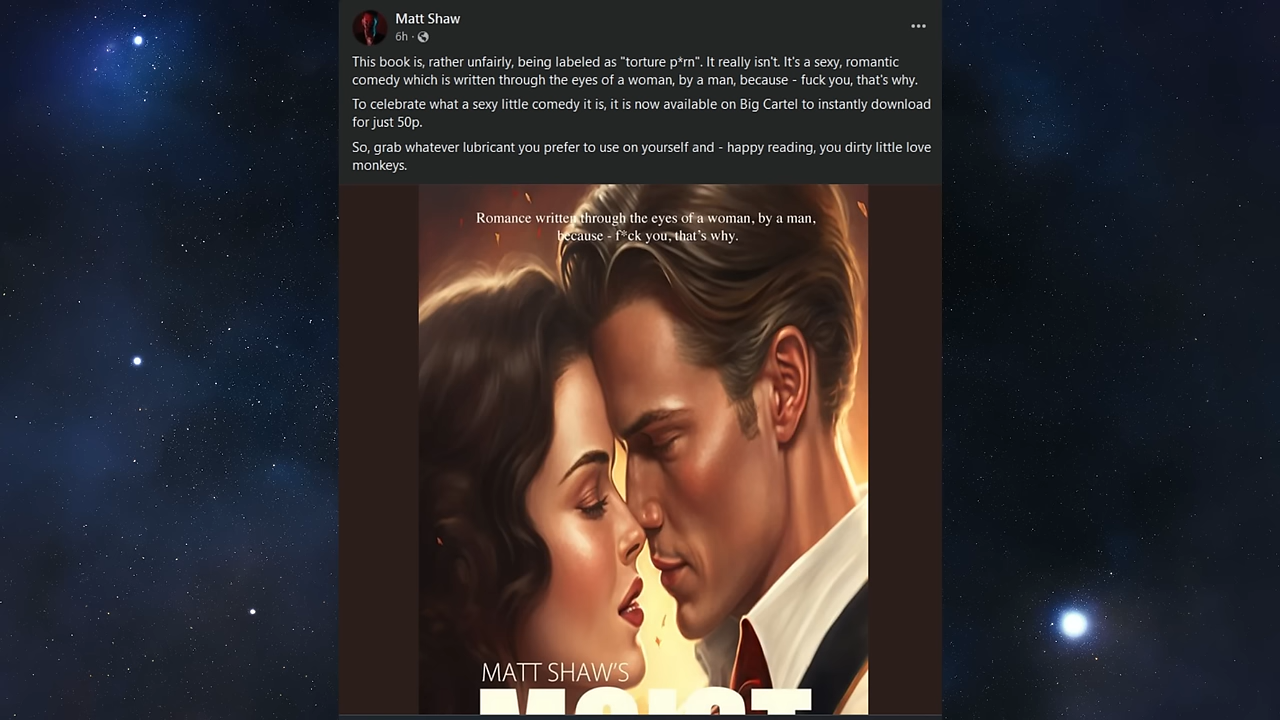 Matt Shaw
6h ·
This book is, rather unfairly, being labeled as "torture p*rn". It really isn't. It's a sexy, romantic
comedy which is written through the eyes of a woman, by a man, because - fuck you, that's why.
To celebrate what a sexy little comedy it is, it is now available on Big Cartel to instantly download
for just 50p.
So, grab whatever lubricant you prefer to use on yourself and - happy reading, you dirty little love
monkeys.
Romance written through the eyes of a woman, by a man,
because - f*ck you, that's why.
MATT SHAW'S
MOIST